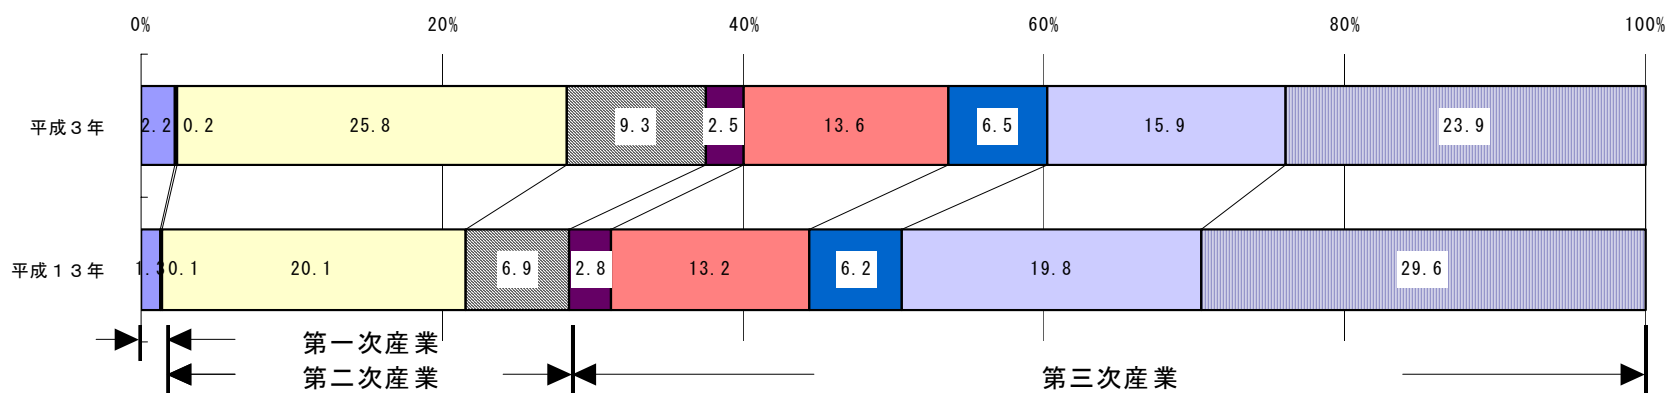 0% 20% 40% 60% 80% 100%
平成３年 2.2 0.2 25.8 9.3 2.5 13.6 6.5 15.9 23.9
平成１３年 1.3 0.1 20.1 6.9 2.8 13.2 6.2 19.8 29.6
第一次産業
第二次産業 第三次産業